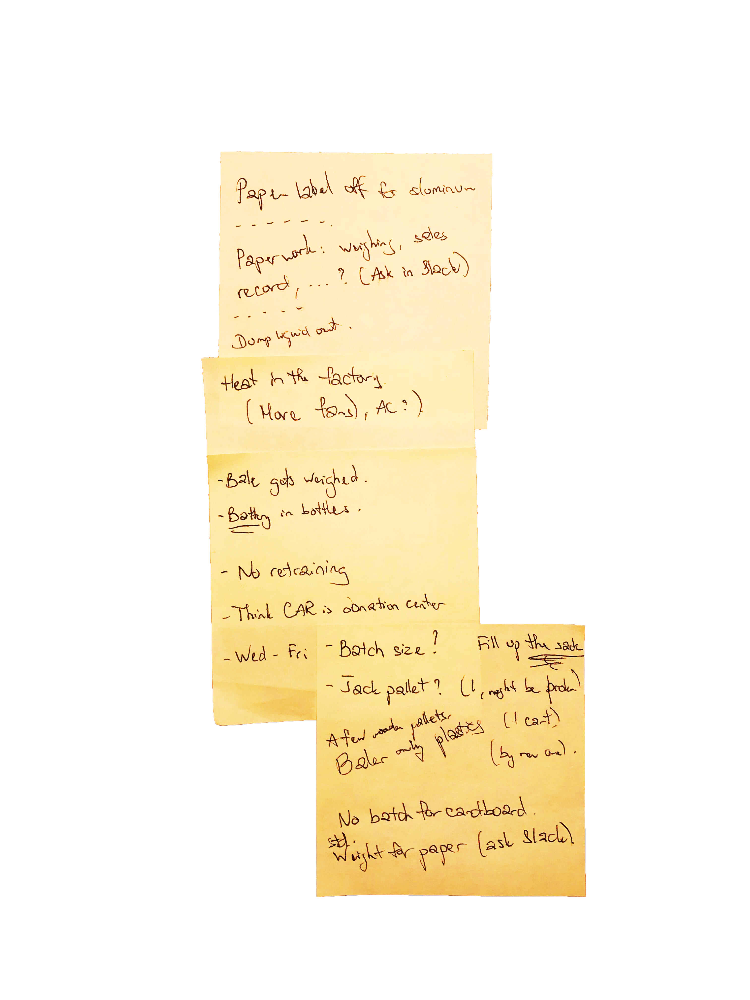 Paper label off for aluminum
- - - - - - -.
Paperwork: weighing, sales
record, ...? (Ask in Slack)
- - - - -
Dump liquid out.
Heat in the factory.
(More fans), AC?)
- Bale gets weighed.
- Battery in bottles.
- No retraining
- Think CAR is donation center
- Wed - Fri
- Batch size? Fill up the sack
- Jack pallet? (1, might be brok.)
A few wooden pallets. (1 cart)
Baler only plastics (by new one).
No batch for cardboard.
std.
Weight for paper (ask Slack).